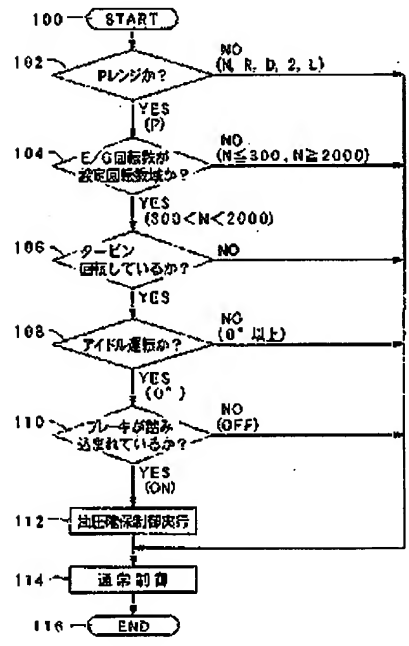 100
START
102
Pレンジか?
NO
(N, R, D, 2, L)
YES
(P)
104
E/G回転数が
設定回転数域か?
NO
(N≦300, N≧2000)
YES
(300<N<2000)
106
タービン
回転しているか?
NO
YES
108
アイドル運転か?
NO
(0°以上)
YES
(0°)
110
ブレーキが踏み
込まれているか?
NO
(OFF)
YES
(ON)
112
油圧確保制御実行
114
通常制御
116
END